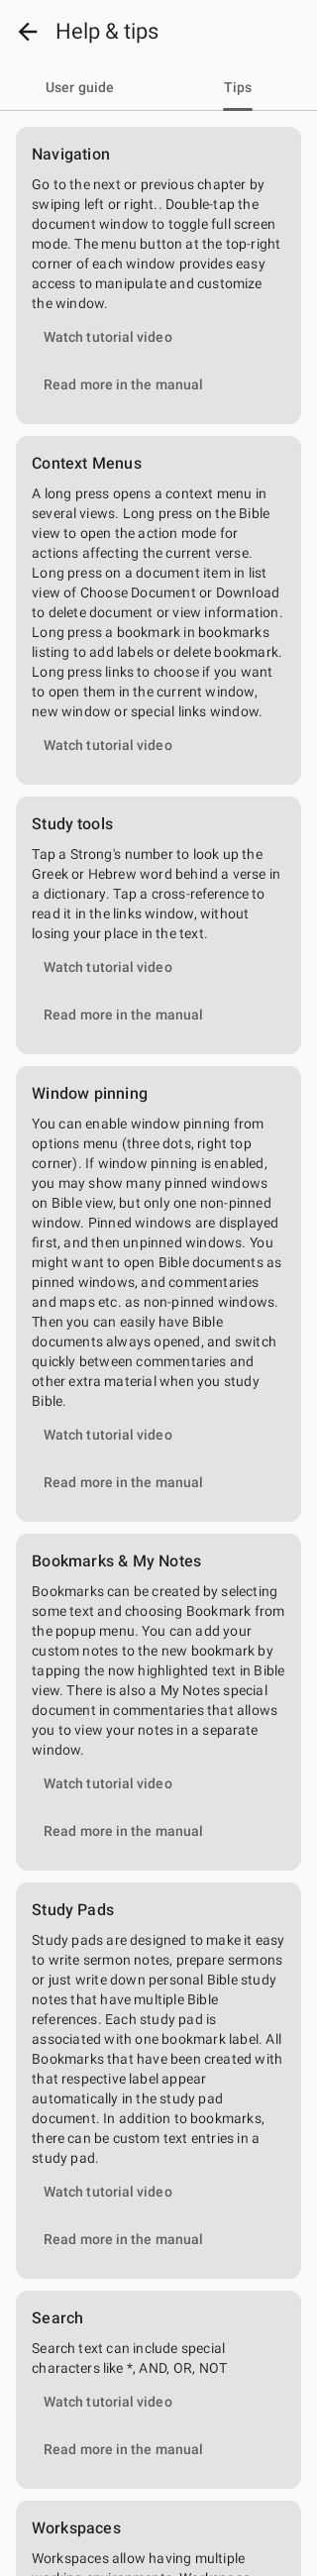 Help & tips
User guide
Tips
Navigation
Go to the next or previous chapter by
swiping left or right.. Double-tap the
document window to toggle full screen
mode. The menu button at the top-right
corner of each window provides easy
access to manipulate and customize
the window.
Watch tutorial video
Read more in the manual
Context Menus
A long press opens a context menu in
several views. Long press on the Bible
view to open the action mode for
actions affecting the current verse.
Long press on a document item in list
view of Choose Document or Download
to delete document or view information.
Long press a bookmark in bookmarks
listing to add labels or delete bookmark.
Long press links to choose if you want
to open them in the current window,
new window or special links window.
Watch tutorial video
Study tools
Tap a Strong's number to look up the
Greek or Hebrew word behind a verse in
a dictionary. Tap a cross-reference to
read it in the links window, without
losing your place in the text.
Watch tutorial video
Read more in the manual
Window pinning
You can enable window pinning from
options menu (three dots, right top
corner). If window pinning is enabled,
you may show many pinned windows
on Bible view, but only one non-pinned
window. Pinned windows are displayed
first, and then unpinned windows. You
might want to open Bible documents as
pinned windows, and commentaries
and maps etc. as non-pinned windows.
Then you can easily have Bible
documents always opened, and switch
quickly between commentaries and
other extra material when you study
Bible.
Watch tutorial video
Read more in the manual
Bookmarks & My Notes
Bookmarks can be created by selecting
some text and choosing Bookmark from
the popup menu. You can add your
custom notes to the new bookmark by
tapping the now highlighted text in Bible
view. There is also a My Notes special
document in commentaries that allows
you to view your notes in a separate
window.
Watch tutorial video
Read more in the manual
Study Pads
Study pads are designed to make it easy
to write sermon notes, prepare sermons
or just write down personal Bible study
notes that have multiple Bible
references. Each study pad is
associated with one bookmark label. All
Bookmarks that have been created with
that respective label appear
automatically in the study pad
document. In addition to bookmarks,
there can be custom text entries in a
study pad.
Watch tutorial video
Read more in the manual
Search
Search text can include special
characters like *, AND, OR, NOT
Watch tutorial video
Read more in the manual
Workspaces
Workspaces allow having multiple